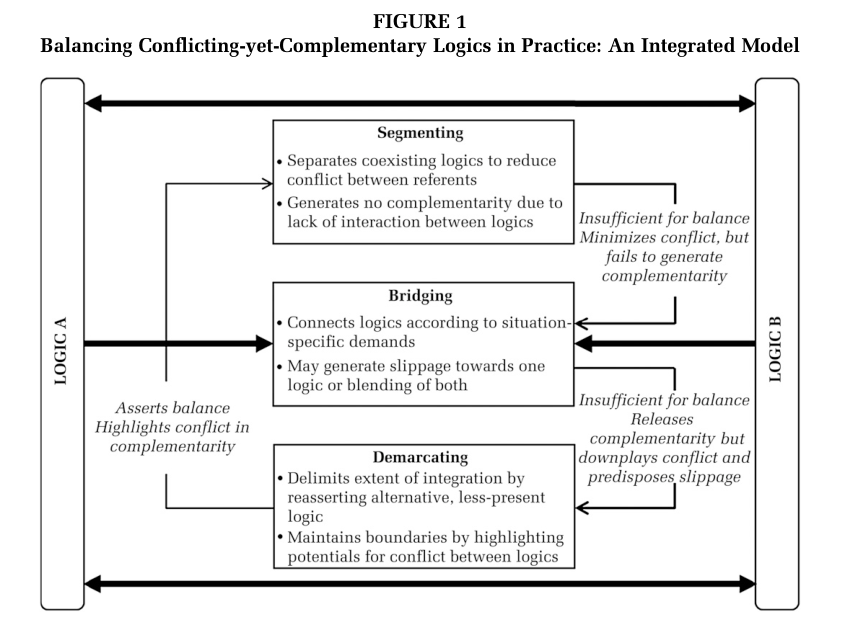 FIGURE 1
Balancing Conflicting-yet-Complementary Logics in Practice: An Integrated Model
LOGIC A
Segmenting
• Separates coexisting logics to reduce
conflict between referents
• Generates no complementarity due to
lack of interaction between logics
Insufficient for balance
Minimizes conflict, but
fails to generate
complementarity
Bridging
• Connects logics according to situation-
specific demands
• May generate slippage towards one
logic or blending of both
Insufficient for balance
Releases
complementarity but
downplays conflict and
predisposes slippage
Asserts balance
Highlights conflict in
complementarity
Demarcating
• Delimits extent of integration by
reasserting alternative, less-present
logic
• Maintains boundaries by highlighting
potentials for conflict between logics
LOGIC B